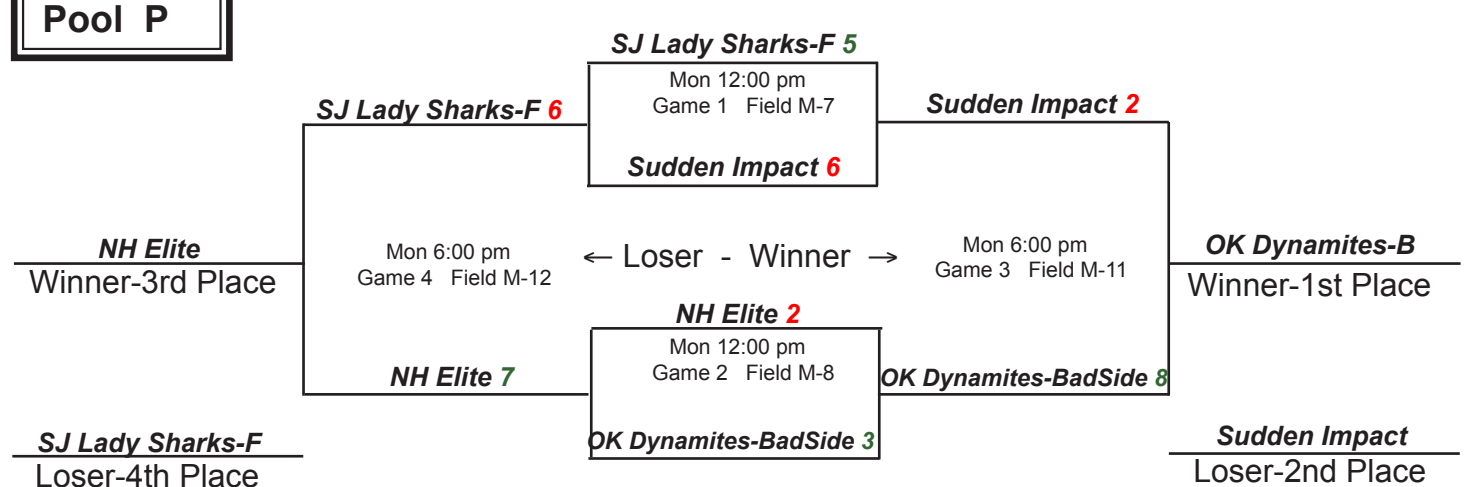 Pool P
SJ Lady Sharks-F 5
Mon 12:00 pm
Game 1 Field M-7
SJ Lady Sharks-F 6
Sudden Impact 2
Sudden Impact 6
NH Elite
Winner-3rd Place
Mon 6:00 pm
Game 4 Field M-12
← Loser - Winner →
Mon 6:00 pm
Game 3 Field M-11
OK Dynamites-B
Winner-1st Place
NH Elite 2
Mon 12:00 pm
Game 2 Field M-8
NH Elite 7
OK Dynamites-BadSide 8
OK Dynamites-BadSide 3
SJ Lady Sharks-F
Loser-4th Place
Sudden Impact
Loser-2nd Place